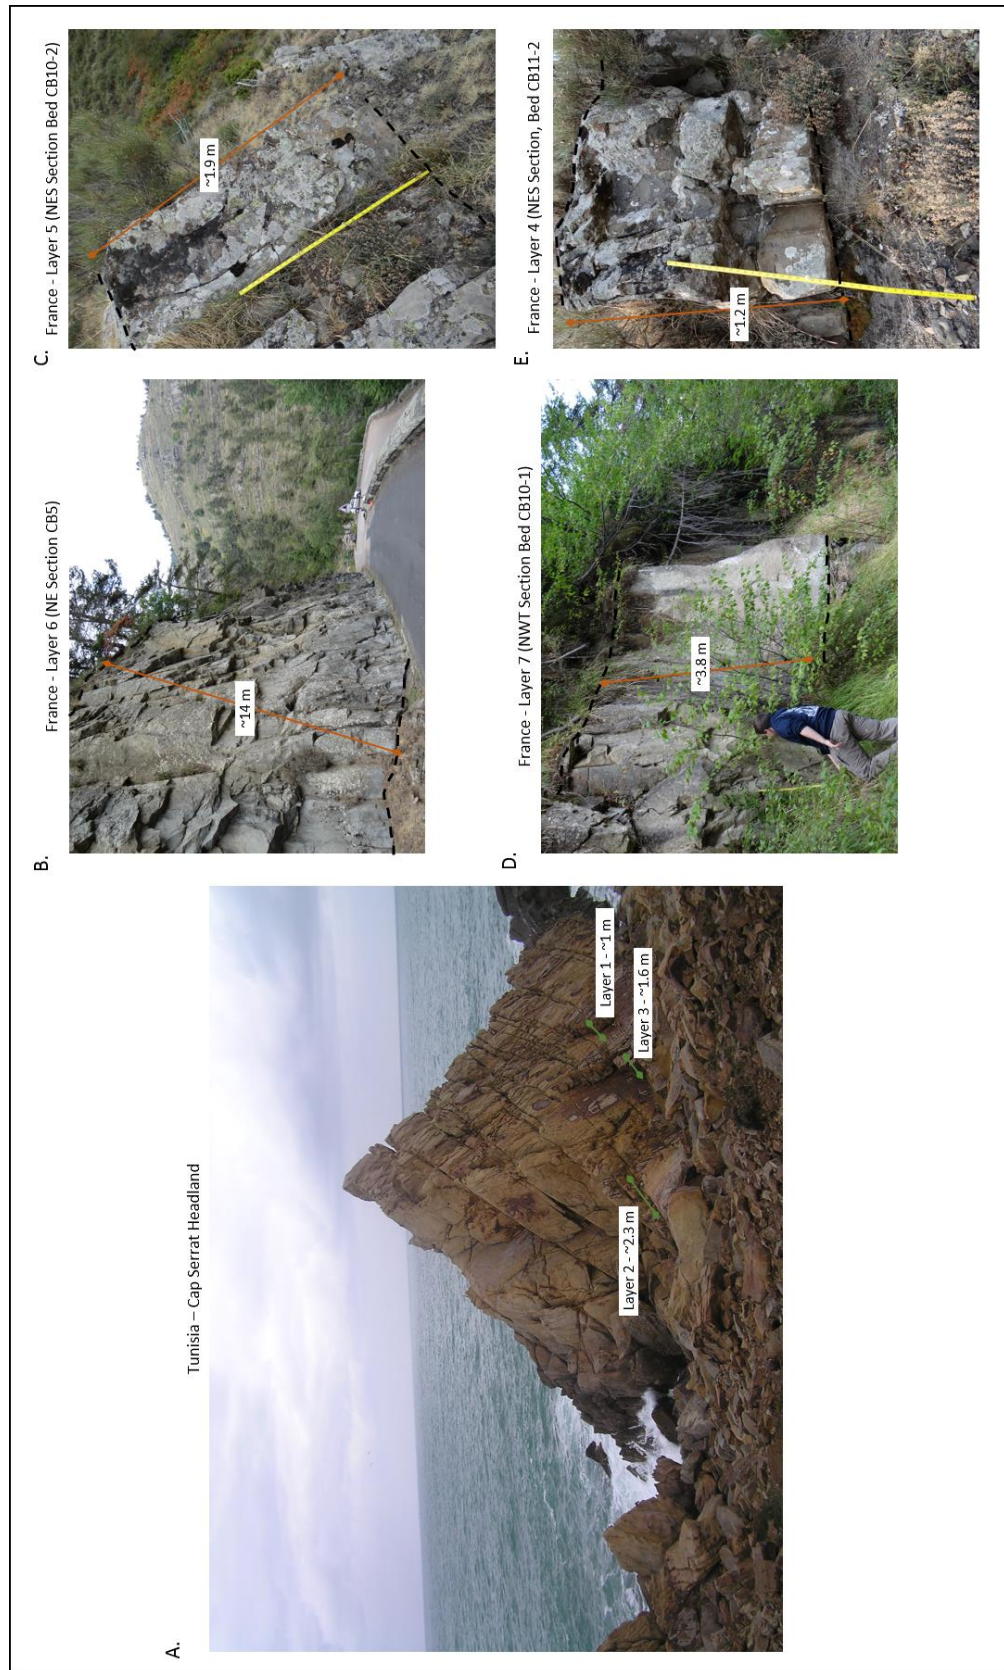 A.
Tunisia – Cap Serrat Headland
Layer 2 - ~2.3 m
Layer 3 - ~1.6 m
Layer 1 - ~1 m
B.
France - Layer 6 (NE Section CB5)
~14 m
C.
France - Layer 5 (NES Section Bed CB10-2)
~1.9 m
D.
France - Layer 7 (NWT Section Bed CB10-1)
~3.8 m
E.
France - Layer 4 (NES Section, Bed CB11-2
~1.2 m